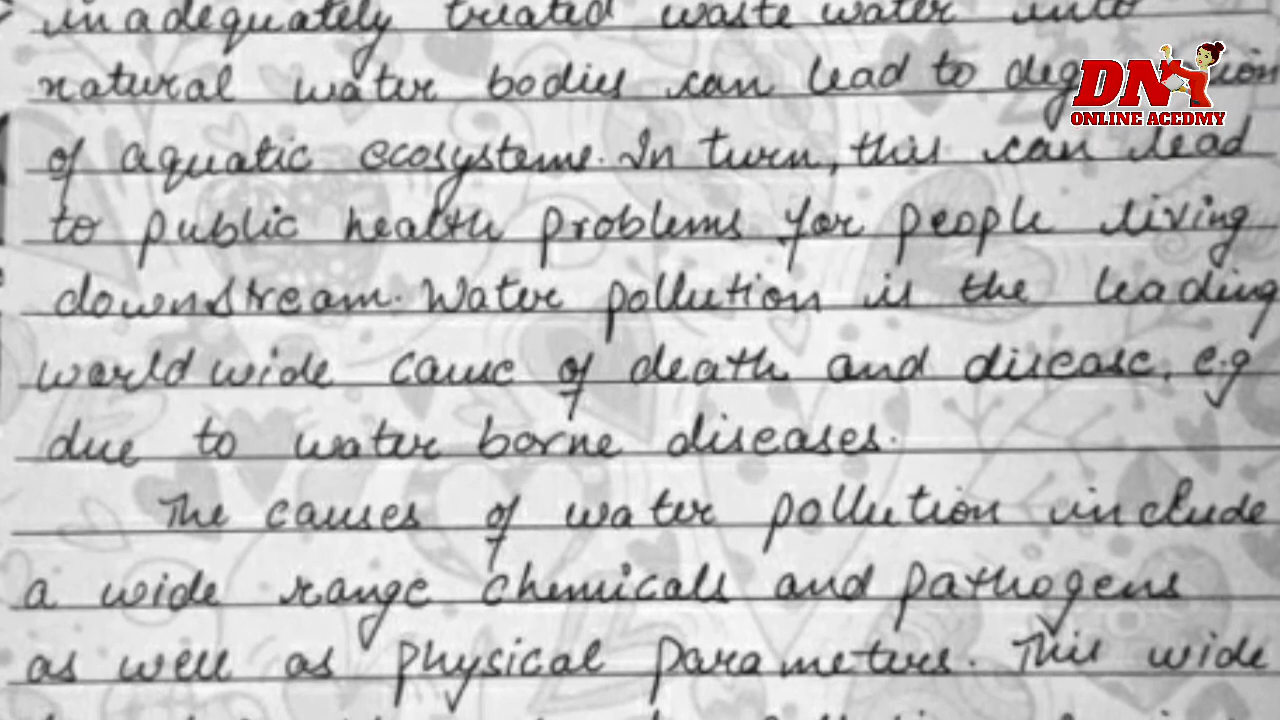 inadequately treated waste water into
natural water bodies can lead to
of aquatic ecosystems. In turn, this can lead
to public health problems for people living
downstream. Water pollution is the leading
world wide cause of death and disease, e.g
due to water borne diseases.
The causes of water pollution include
a wide range chemicals and pathogens
as well as physical parameters. This wide
DN
ONLINE ACEDMY